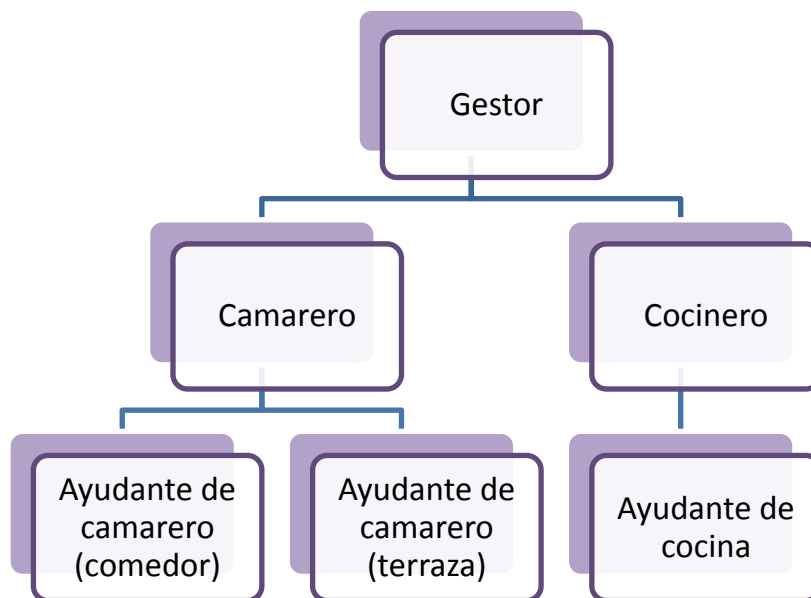 Gestor
Camarero
Cocinero
Ayudante de
camarero
(comedor)
Ayudante de
camarero
(terraza)
Ayudante de
cocina